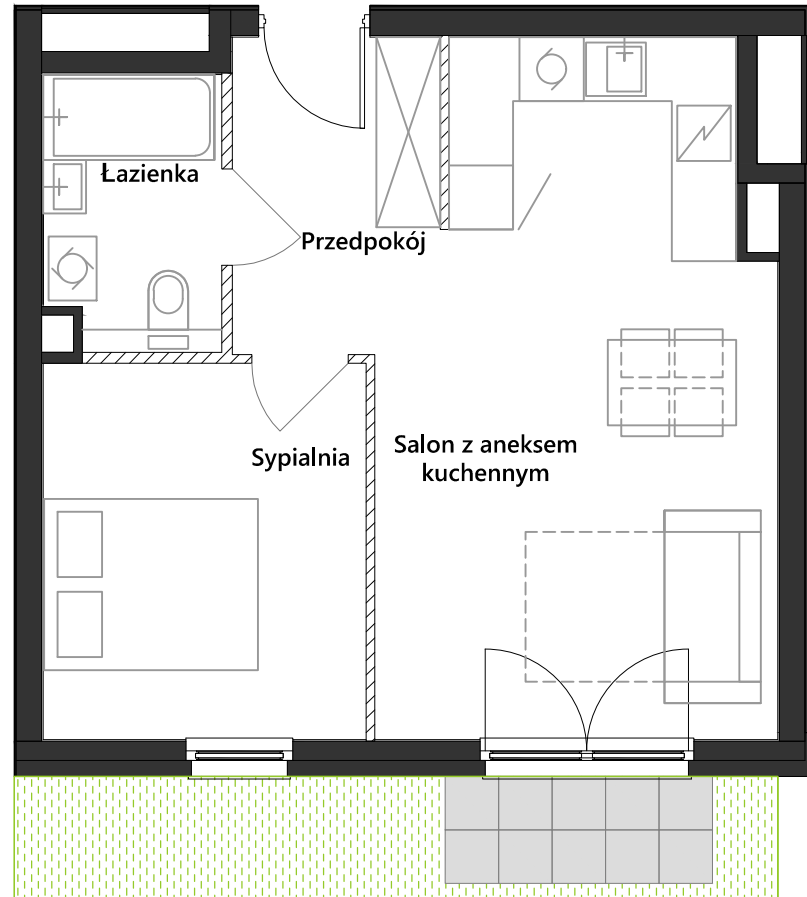 Łazienka
Przedpokój
Sypialnia
Salon z aneksem
kuchennym